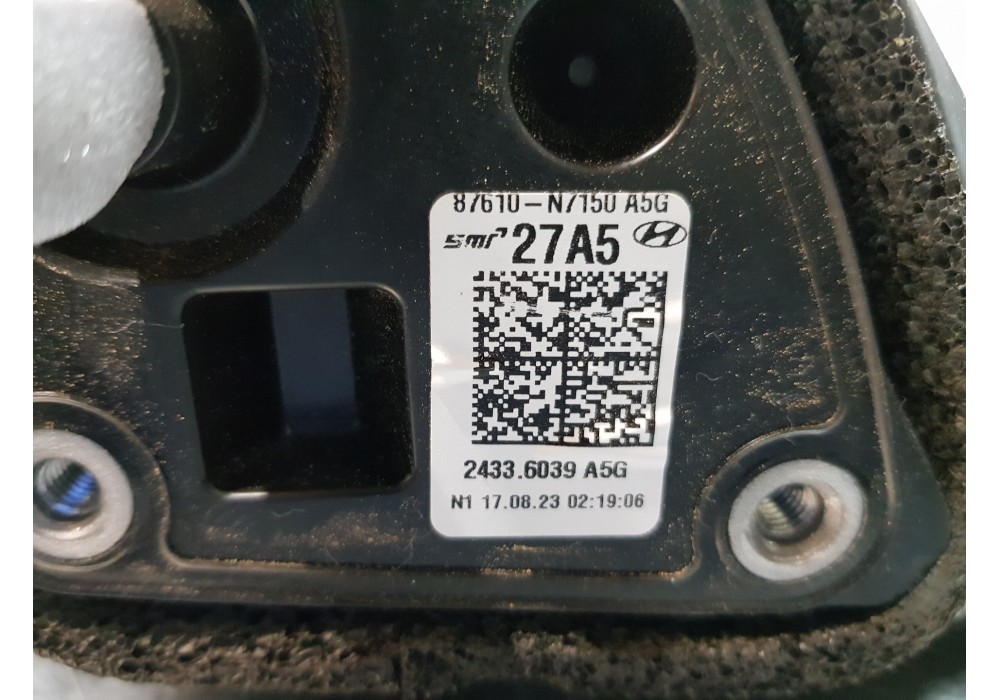 87610-N7150 A5G
smr 27A5
2433.6039 A5G
N1 17.08.23 02:19:06